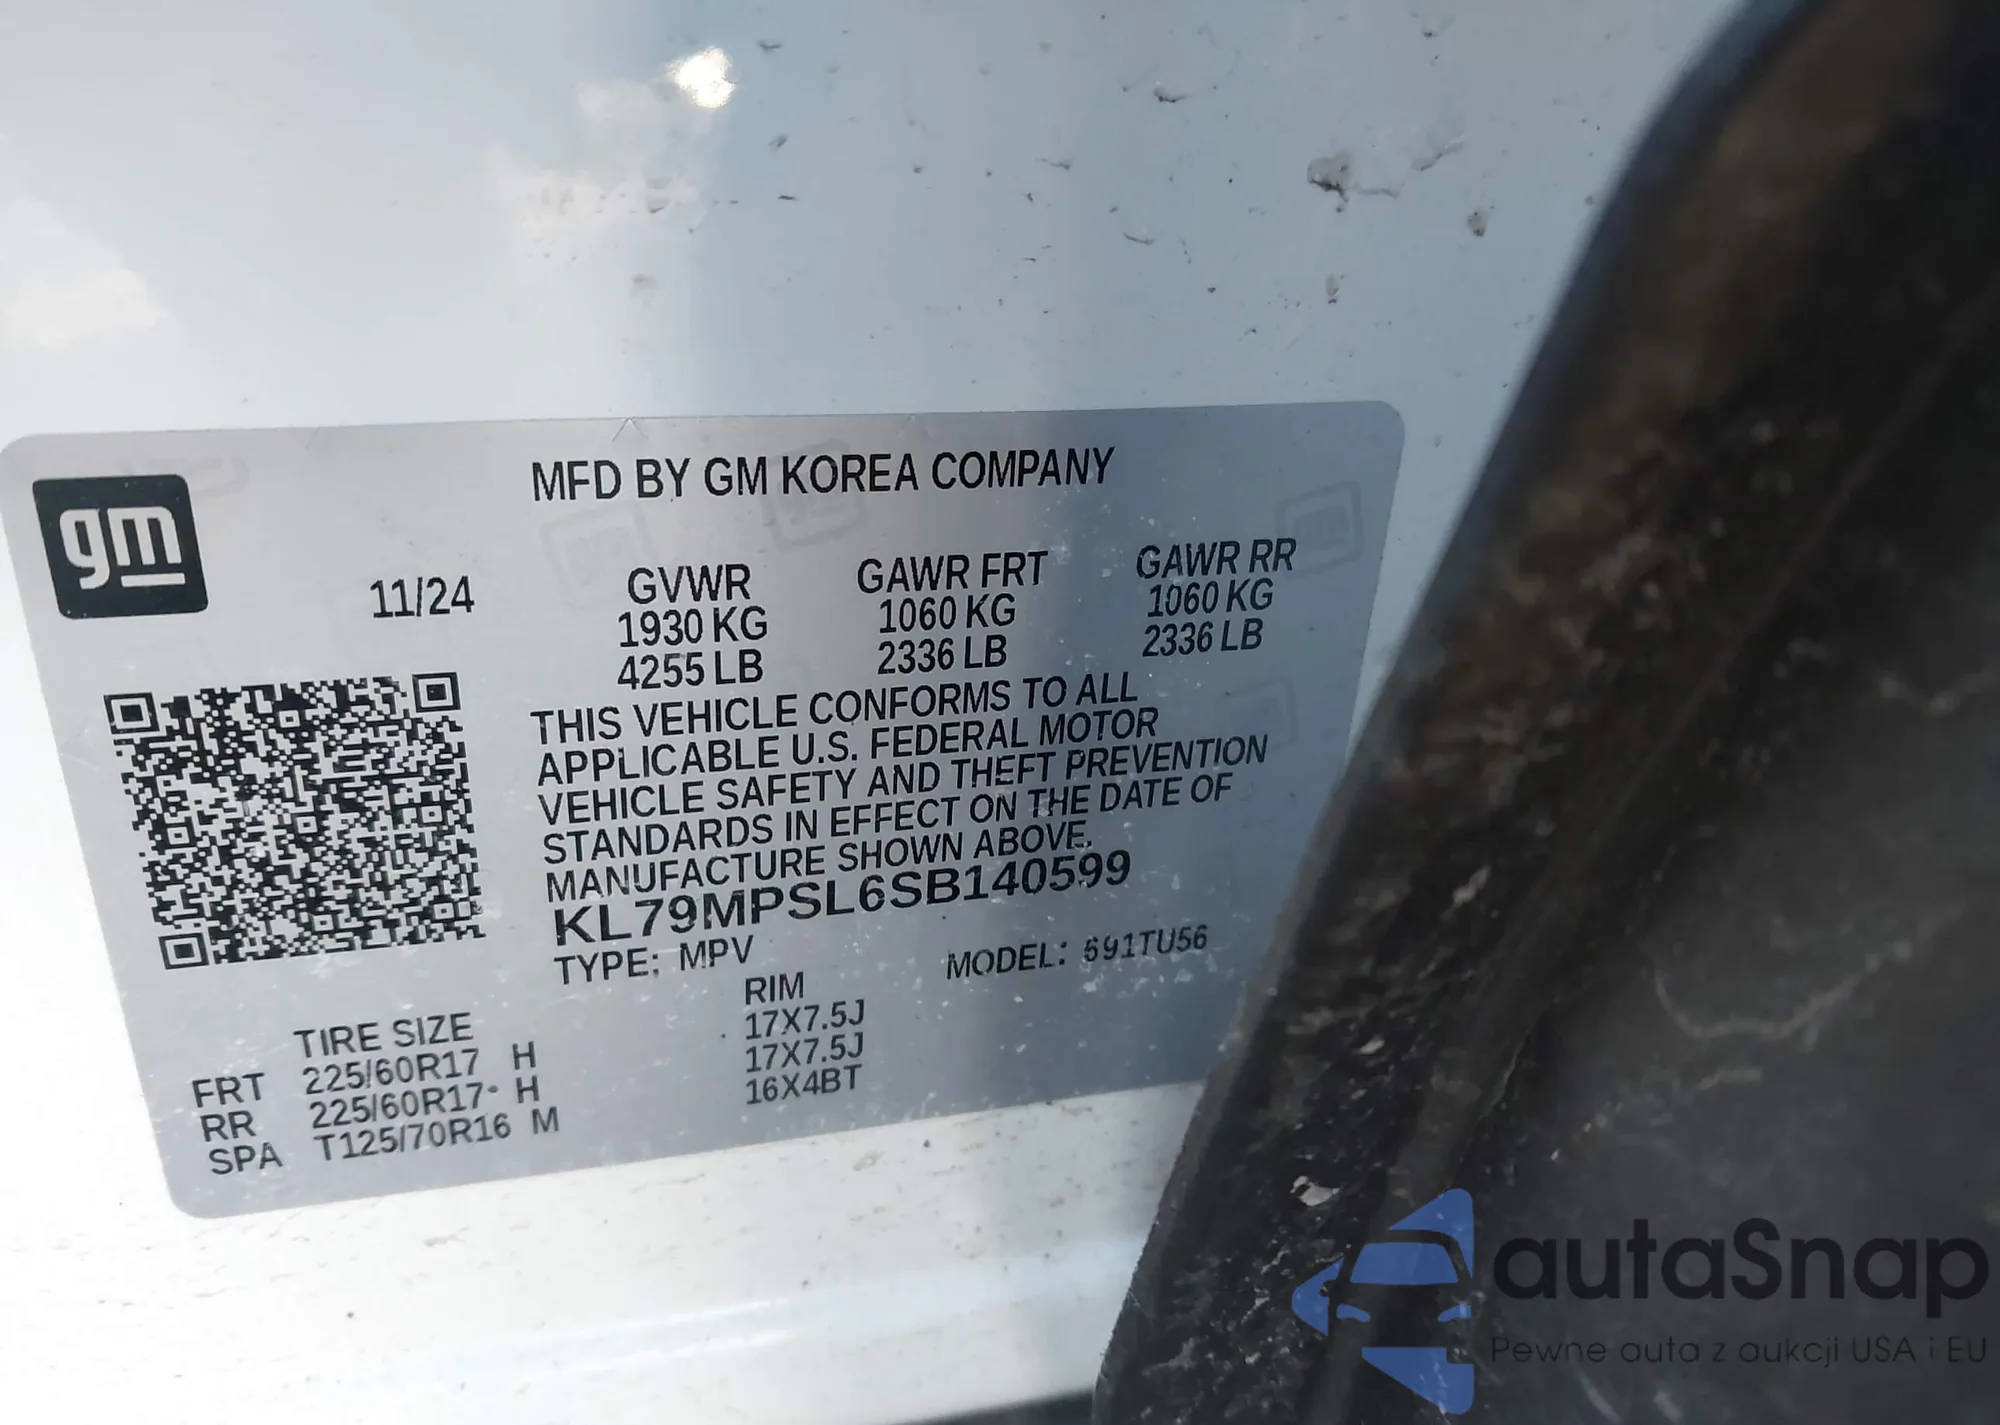 MFD BY GM KOREA COMPANY
gm
11/24
GVWR GAWR FRT GAWR RR
1930 KG 1060 KG 1060 KG
4255 LB 2336 LB 2336 LB
THIS VEHICLE CONFORMS TO ALL
APPLICABLE U.S. FEDERAL MOTOR
VEHICLE SAFETY AND THEFT PREVENTION
STANDARDS IN EFFECT ON THE DATE OF
MANUFACTURE SHOWN ABOVE.
KL79MPSL6SB140599
TYPE: MPV MODEL: 691TU56
TIRE SIZE RIM
FRT 225/60R17 H 17X7.5J
RR 225/60R17 H 17X7.5J
SPA T125/70R16 M 16X4BT
autaSnap
Pewne auta z aukcji USA i EU